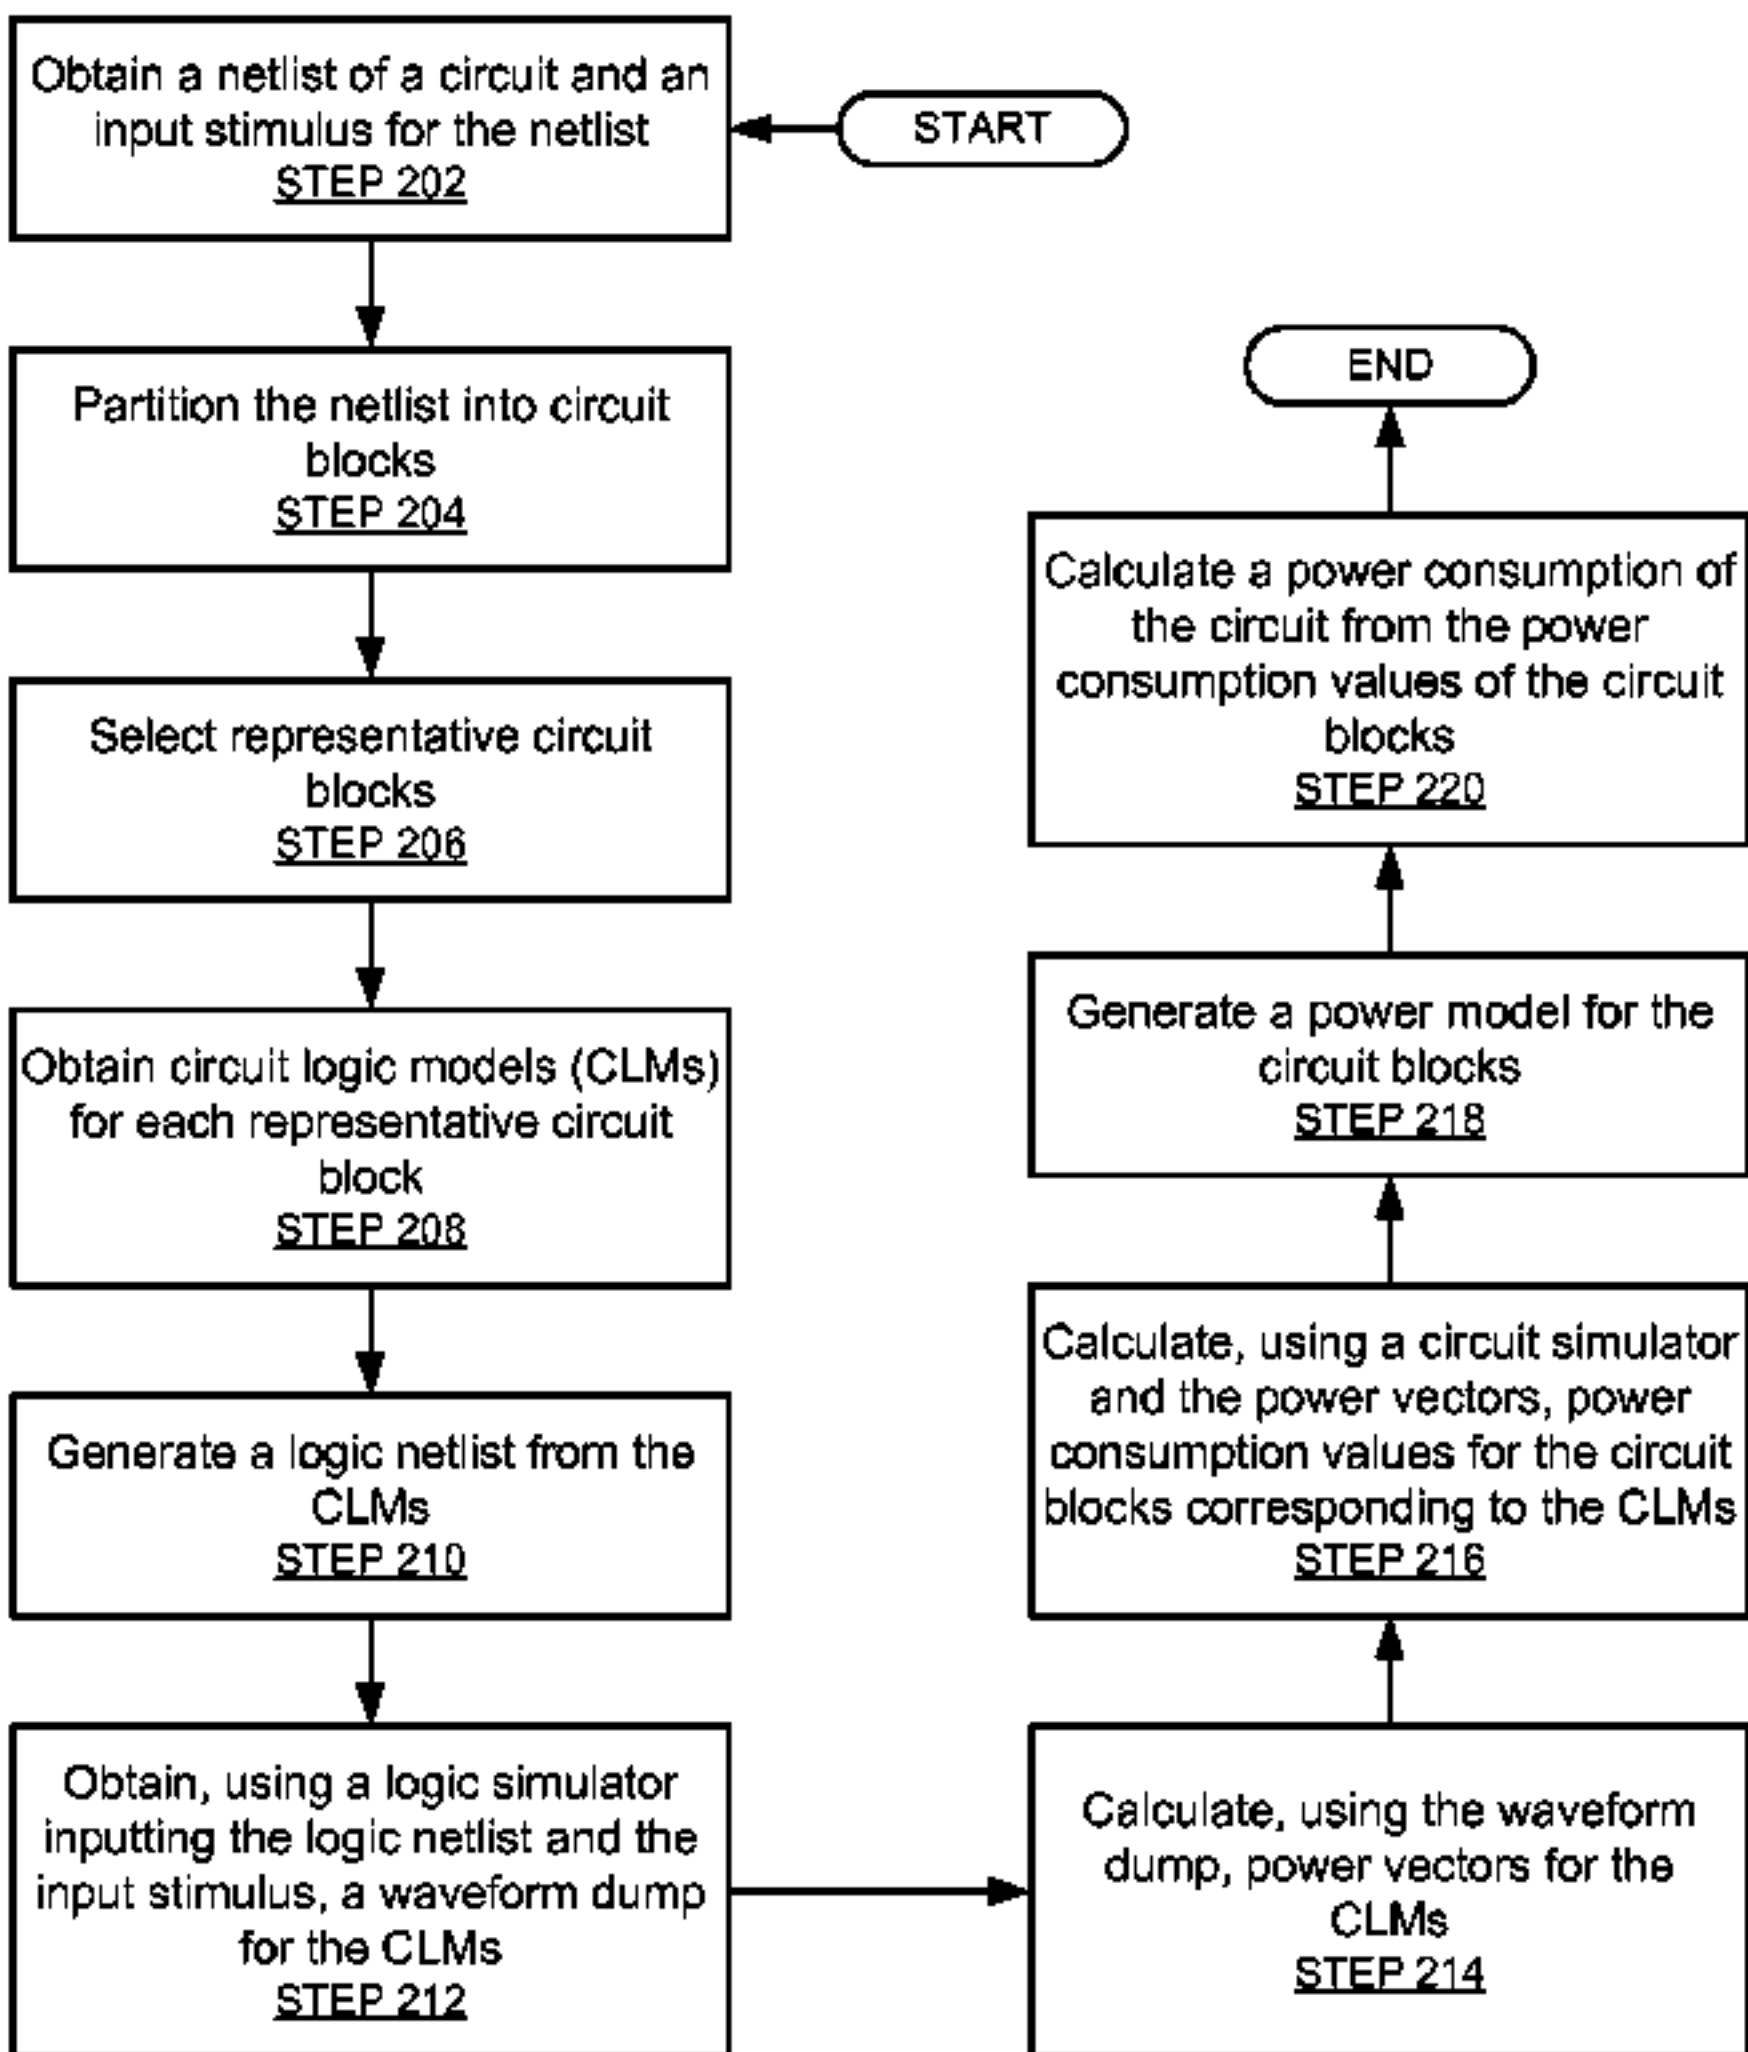 START
Obtain a netlist of a circuit and an
input stimulus for the netlist
STEP 202
Partition the netlist into circuit
blocks
STEP 204
Select representative circuit
blocks
STEP 206
Obtain circuit logic models (CLMs)
for each representative circuit
block
STEP 208
Generate a logic netlist from the
CLMs
STEP 210
Obtain, using a logic simulator
inputting the logic netlist and the
input stimulus, a waveform dump
for the CLMs
STEP 212
Calculate, using the waveform
dump, power vectors for the
CLMs
STEP 214
Calculate, using a circuit simulator
and the power vectors, power
consumption values for the circuit
blocks corresponding to the CLMs
STEP 216
Generate a power model for the
circuit blocks
STEP 218
Calculate a power consumption of
the circuit from the power
consumption values of the circuit
blocks
STEP 220
END